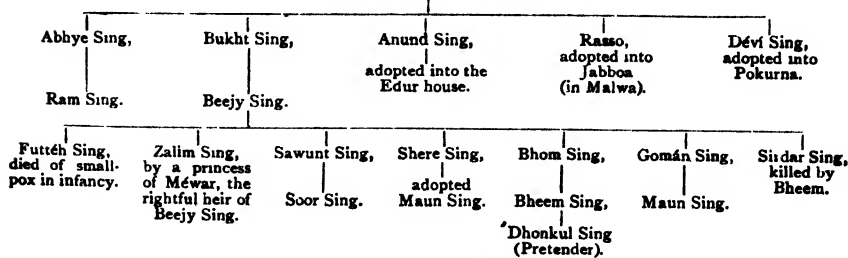 Abhye Sing,
Bukht Sing,
Anund Sing,
Rasso,
Déví Sing,
adopted into the
Edur house.
adopted into
Jabboa
(in Malwa).
adopted into
Pokurna.
Ram Sing.
Beejy Sing.
Futtéh Sing,
died of small-
pox in infancy.
Zalim Sing,
by a princess
of Méwar, the
rightful heir of
Beejy Sing.
Sawunt Sing,
Soor Sing.
Shere Sing,
adopted
Maun Sing.
Bhom Sing,
Bheem Sing,
Dhonkul Sing
(Pretender).
Gomán Sing,
Maun Sing.
Sirdar Sing,
killed by
Bheem.